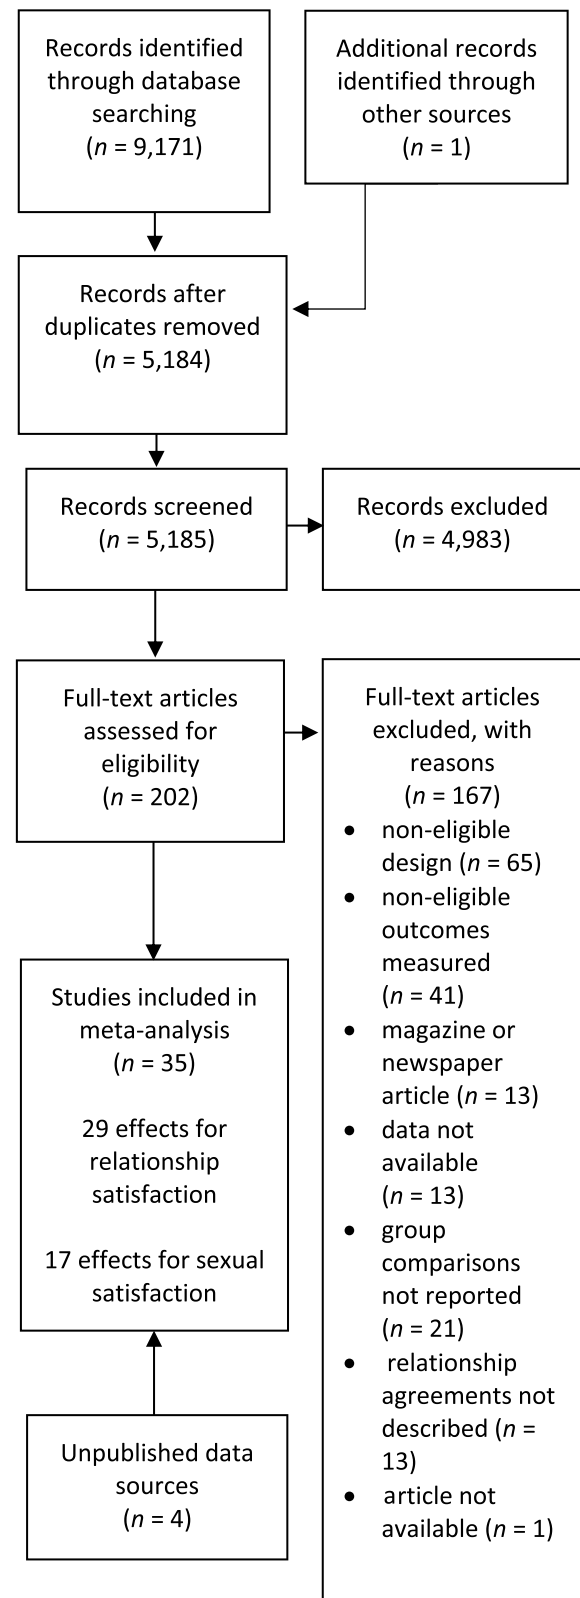 Records identified
through database
searching
(n = 9,171)
Additional records
identified through
other sources
(n = 1)
Records after
duplicates removed
(n = 5,184)
Records screened
(n = 5,185)
Records excluded
(n = 4,983)
Full-text articles
assessed for
eligibility
(n = 202)
Full-text articles
excluded, with
reasons
(n = 167)
• non-eligible
design (n = 65)
• non-eligible
outcomes
measured
(n = 41)
• magazine or
newspaper
article (n = 13)
• data not
available
(n = 13)
• group
comparisons
not reported
(n = 21)
• relationship
agreements not
described (n =
13)
• article not
available (n = 1)
Studies included in
meta-analysis
(n = 35)
29 effects for
relationship
satisfaction
17 effects for sexual
satisfaction
Unpublished data
sources
(n = 4)